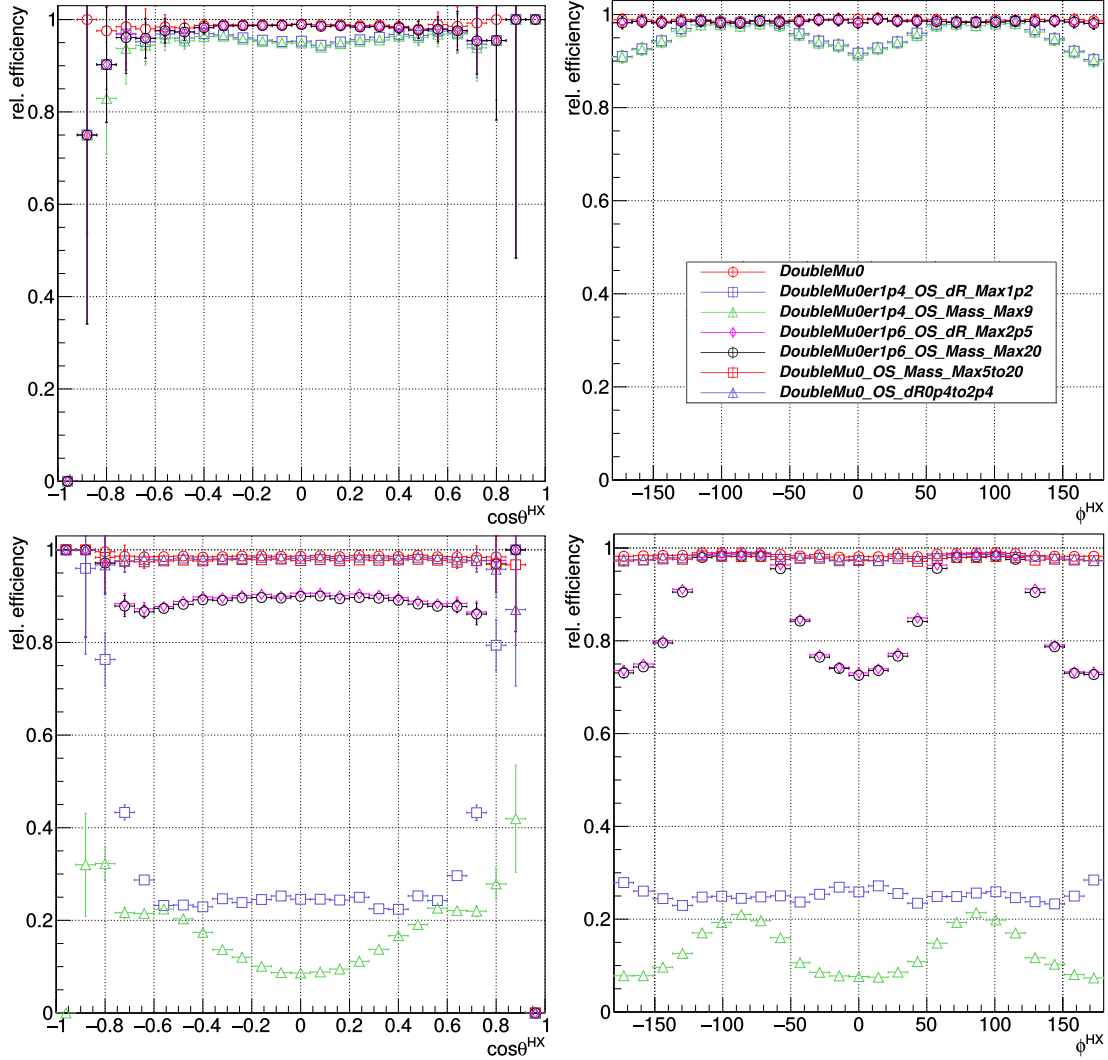 rel. efficiency
1
0.8
0.6
0.4
0.2
0
−1 −0.8 −0.6 −0.4 −0.2 0 0.2 0.4 0.6 0.8 1
cosθ^HX
rel. efficiency
1
0.8
0.6
0.4
0.2
0
−150 −100 −50 0 50 100 150
ϕ^HX
DoubleMu0
DoubleMu0er1p4_OS_dR_Max1p2
DoubleMu0er1p4_OS_Mass_Max9
DoubleMu0er1p6_OS_dR_Max2p5
DoubleMu0er1p6_OS_Mass_Max20
DoubleMu0_OS_Mass_Max5to20
DoubleMu0_OS_dR0p4to2p4
rel. efficiency
1
0.8
0.6
0.4
0.2
0
−1 −0.8 −0.6 −0.4 −0.2 0 0.2 0.4 0.6 0.8 1
cosθ^HX
rel. efficiency
1
0.8
0.6
0.4
0.2
0
−150 −100 −50 0 50 100 150
ϕ^HX